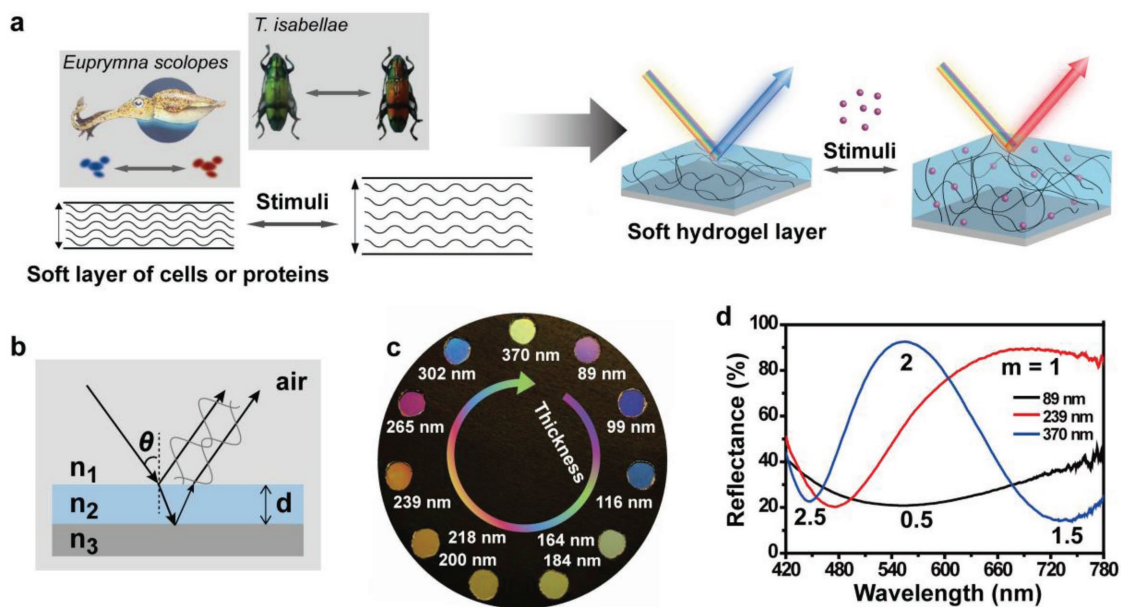 a
Euprymna scolopes
T. isabellae
Stimuli
Soft layer of cells or proteins
Stimuli
Soft hydrogel layer
b
air
θ
n1
n2
d
n3
c
370 nm
302 nm
89 nm
265 nm
99 nm
Thickness
239 nm
116 nm
218 nm
164 nm
200 nm
184 nm
d
Reflectance (%)
100
80
60
40
20
0
2
m = 1
89 nm
239 nm
370 nm
2.5
0.5
1.5
420 480 540 600 660 720 780
Wavelength (nm)